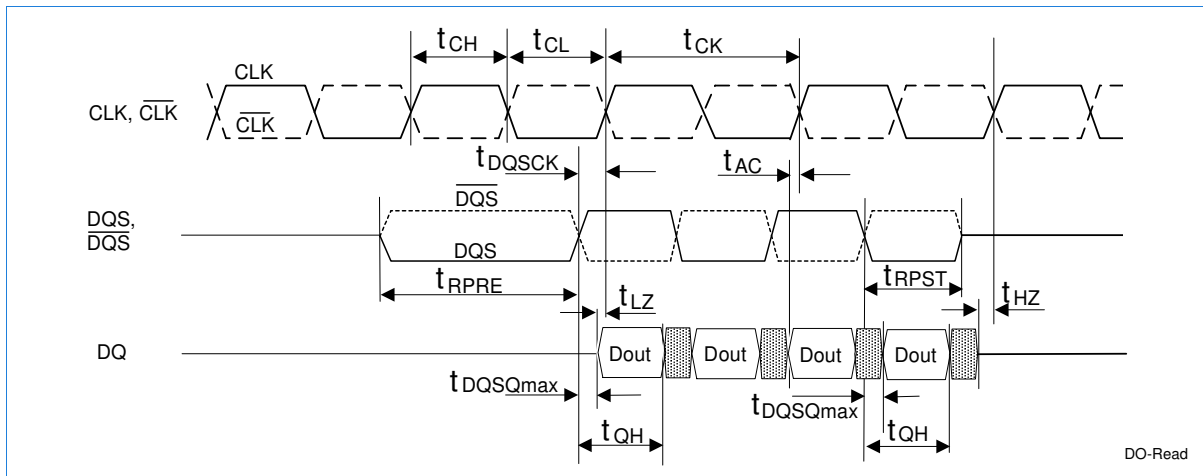 tCH
tCL
tCK
CLK
CLK, CLK
CLK
tDQSCK
tAC
DQS
DQS,
DQS
DQS
tRPRE
tRPST
tLZ
tHZ
DQ
Dout
Dout
Dout
Dout
tDQSQmax
tDQSQmax
tQH
tQH
DO-Read